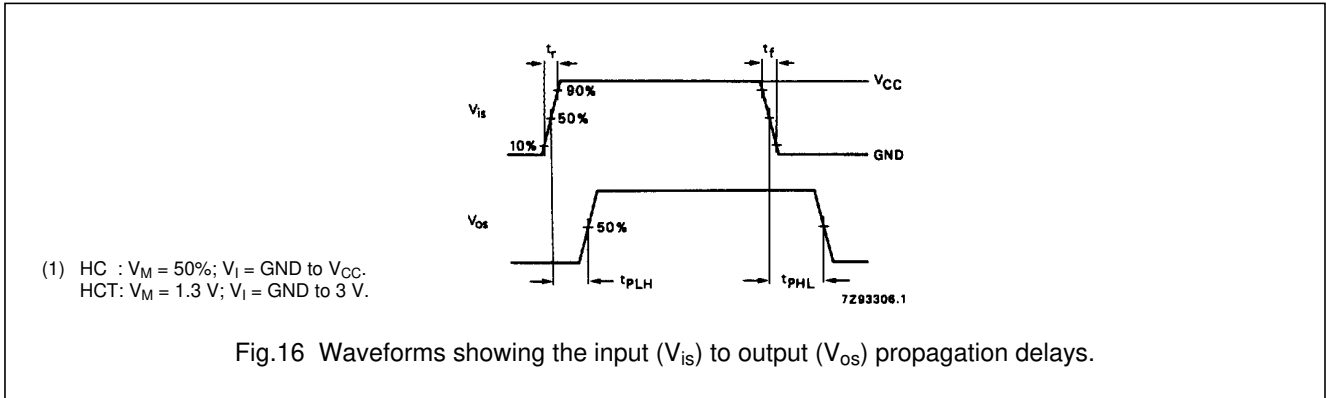 tr tf
VCC
90%
Vis 50%
10% GND
Vos 50%
(1) HC : VM = 50%; VI = GND to VCC.
HCT: VM = 1.3 V; VI = GND to 3 V.
tPLH tPHL
7Z93306.1
Fig.16 Waveforms showing the input (Vis) to output (Vos) propagation delays.